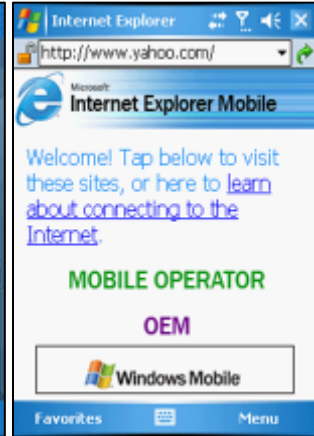 Internet Explorer
http://www.yahoo.com/
Microsoft
Internet Explorer Mobile
Welcome! Tap below to visit
these sites, or here to learn
about connecting to the
Internet.
MOBILE OPERATOR
OEM
Windows Mobile
Favorites Menu